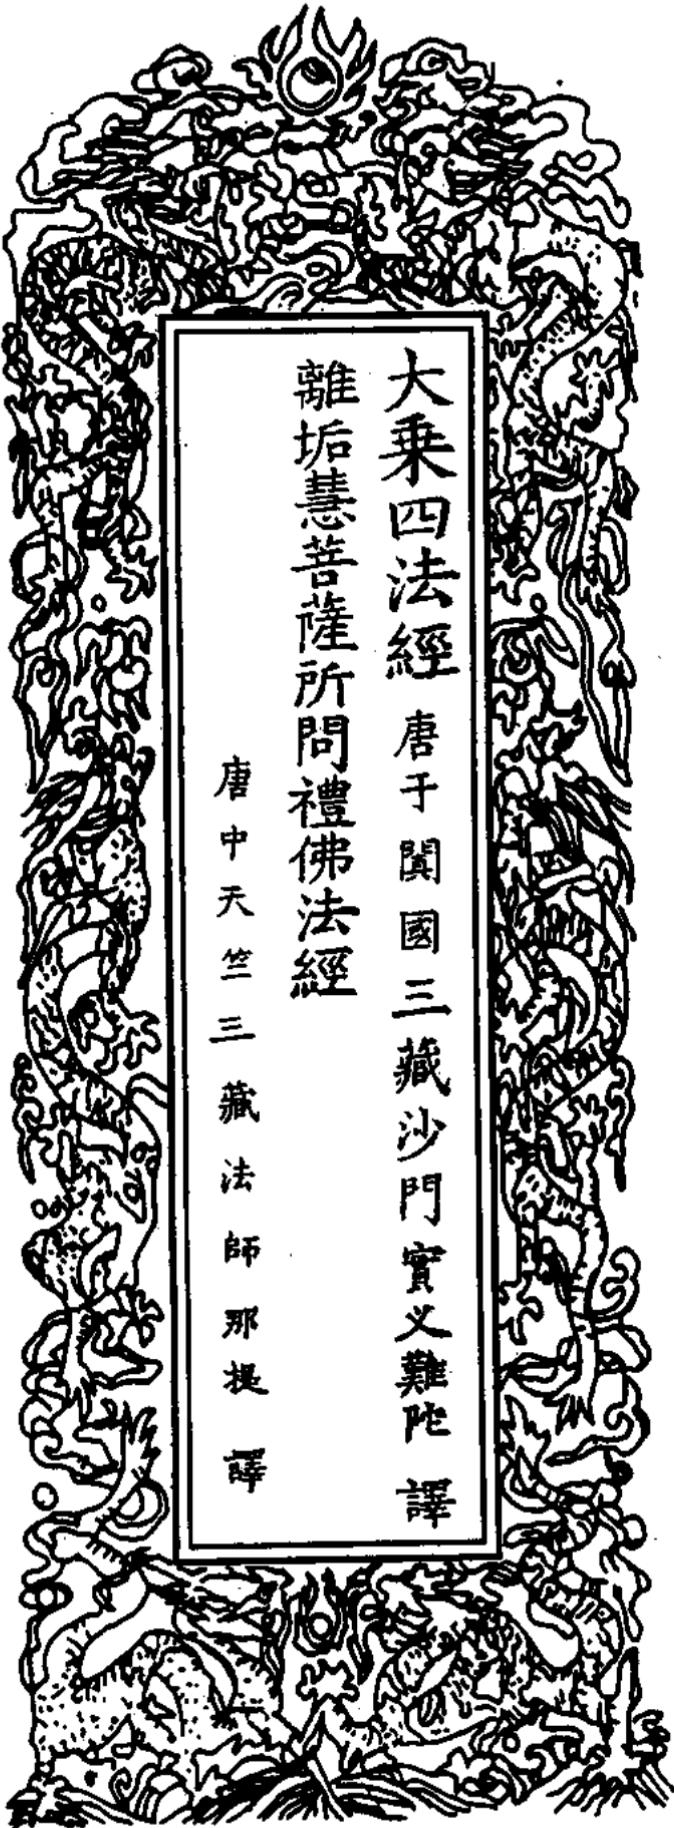 大乗四法經 唐于闐國三藏沙門實义難陀 譯
離垢慧菩薩所問禮佛法經
唐中天竺三藏法師那提 譯